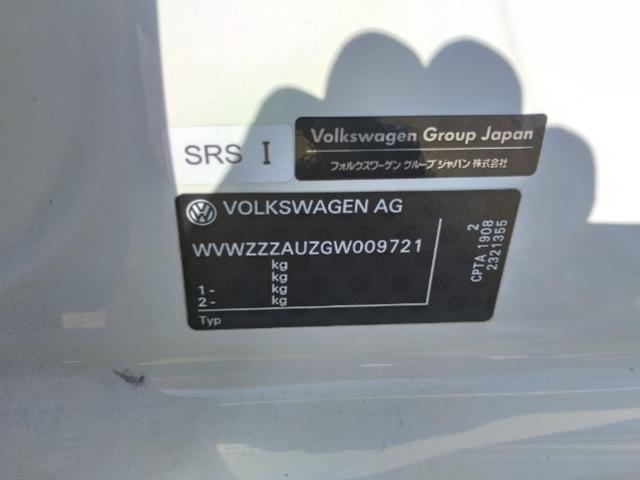 SRS I
Volkswagen Group Japan
フォルクスワーゲン グループ ジャパン 株式会社
VOLKSWAGEN AG
WVWZZZAUZGW009721
kg
kg
1 - kg
2 - kg
Typ
2
CPTA 1908
2321355